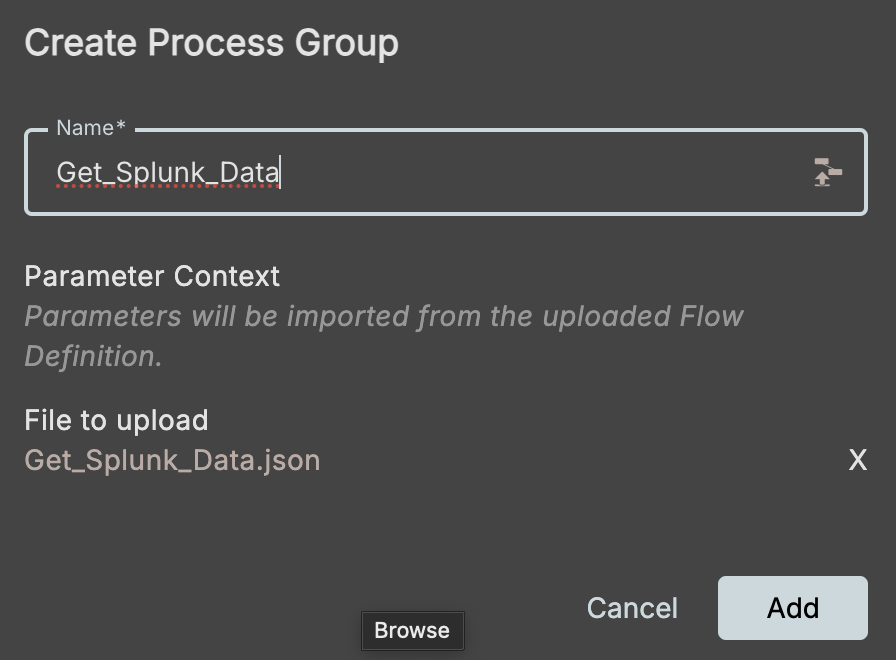 Create Process Group
Name*
Get_Splunk_Data
Parameter Context
Parameters will be imported from the uploaded Flow
Definition.
File to upload
Get_Splunk_Data.json X
Cancel Add
Browse